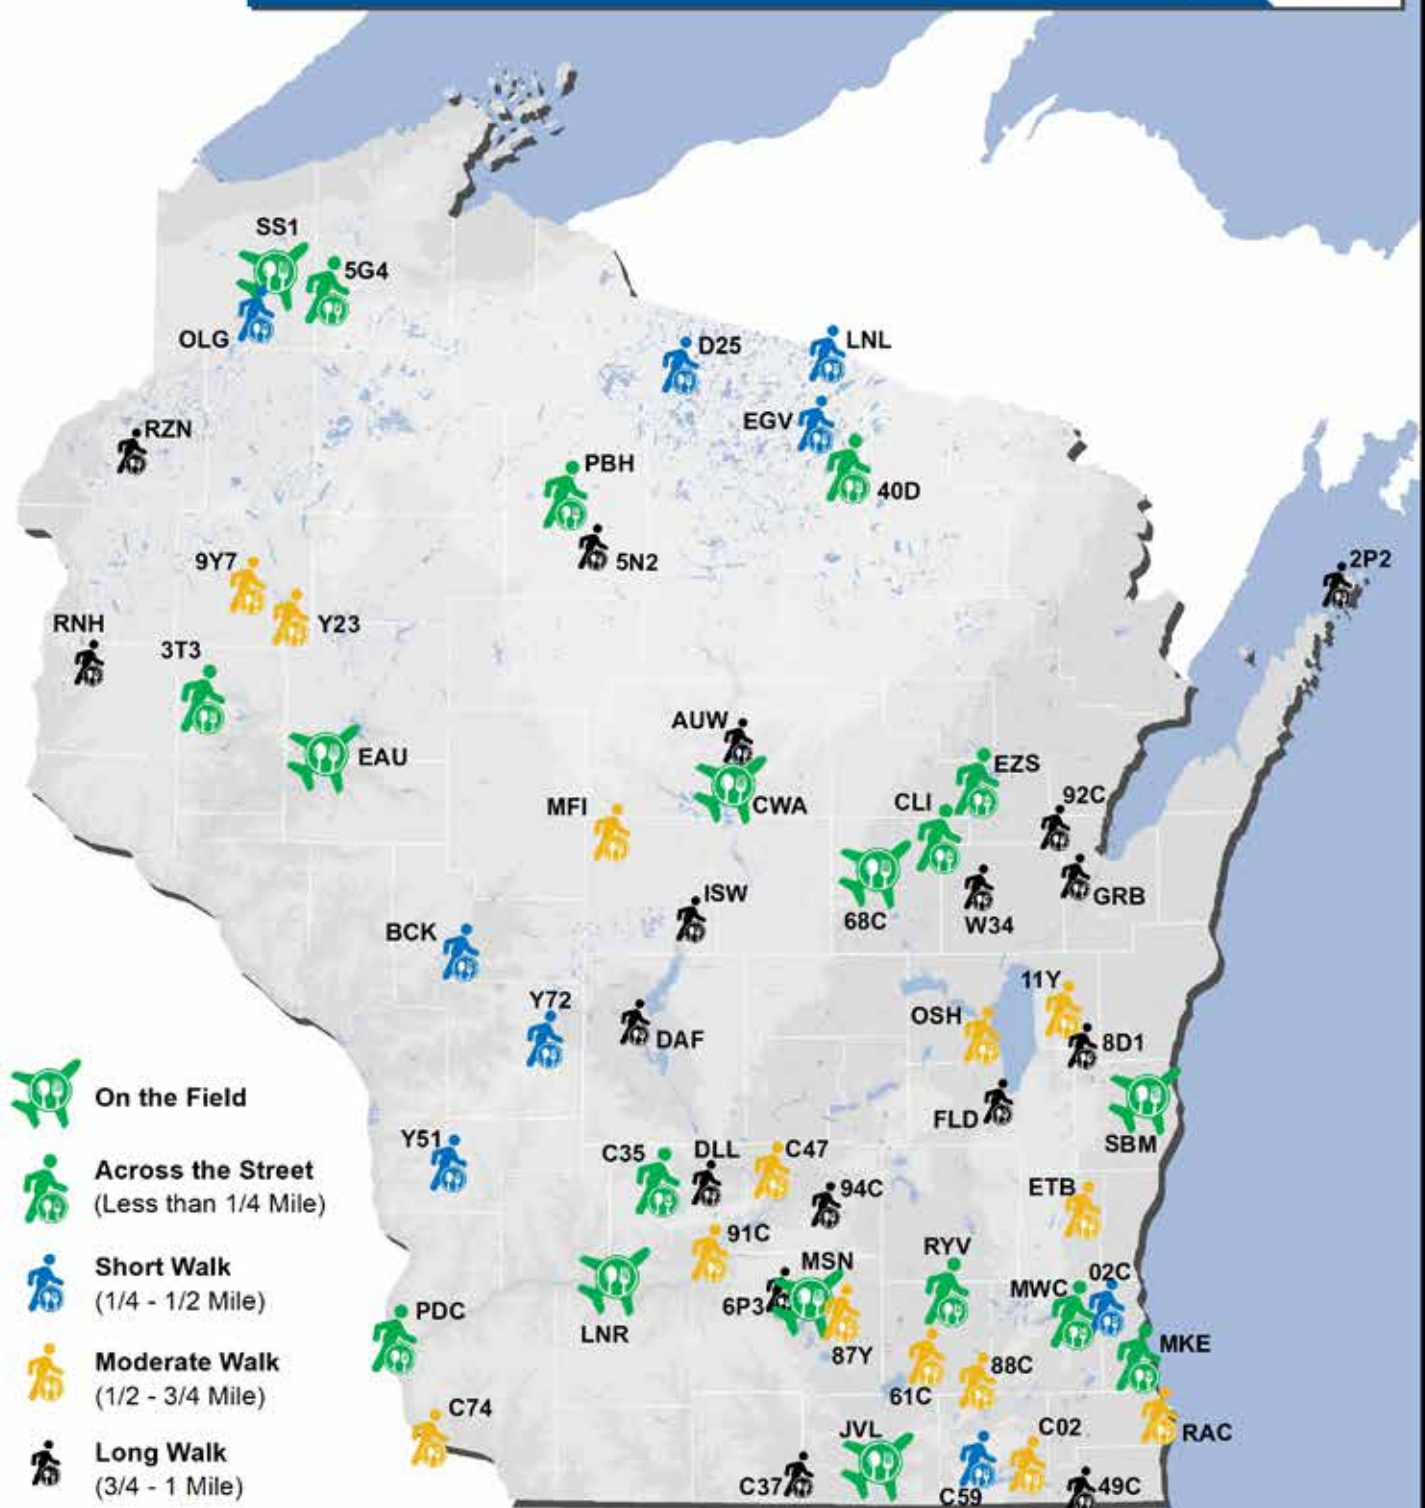 SS1
5G4
OLG
D25
LNL
EGV
RZN
PBH
40D
5N2
9Y7
2P2
Y23
RNH
3T3
AUW
EAU
EZS
MFI
CWA
CLI
92C
ISW
GRB
68C
W34
BCK
Y72
11Y
OSH
DAF
8D1
FLD
SBM
Y51
C35
DLL
C47
94C
ETB
91C
RYV
MSN
02C
MWC
6P3
PDC
LNR
MKE
87Y
88C
61C
C74
JVL
C02
RAC
C37
C59
49C
On the Field
Across the Street
(Less than 1/4 Mile)
Short Walk
(1/4 - 1/2 Mile)
Moderate Walk
(1/2 - 3/4 Mile)
Long Walk
(3/4 - 1 Mile)